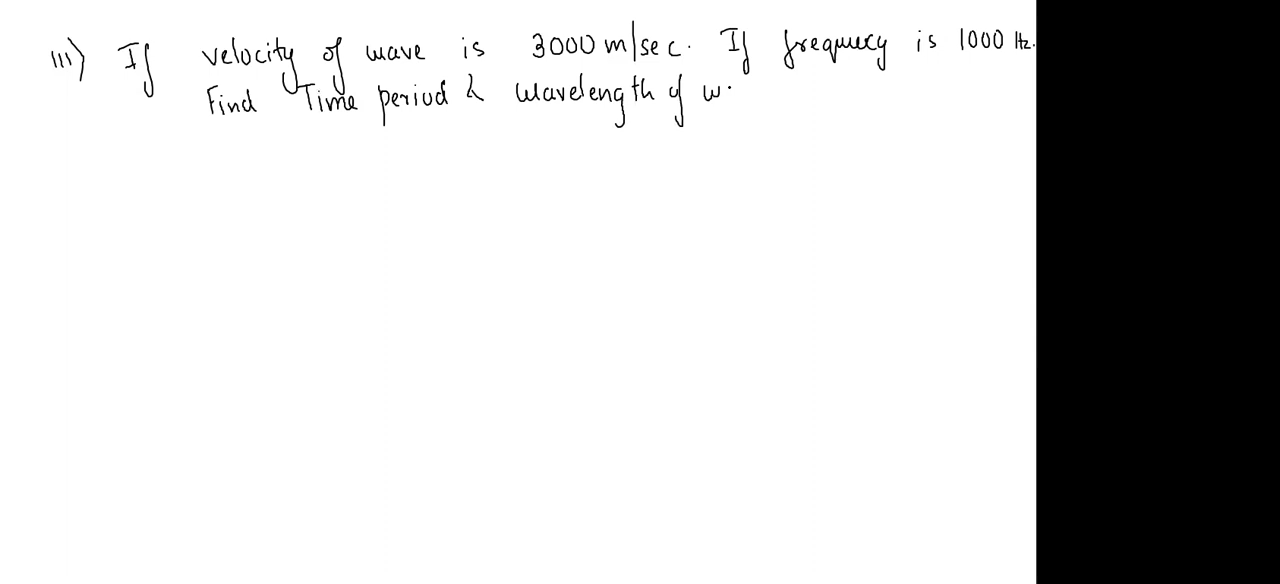 III) If velocity of wave is 3000 m/sec. If frequency is 1000 Hz.
Find Time period & wavelength of w.